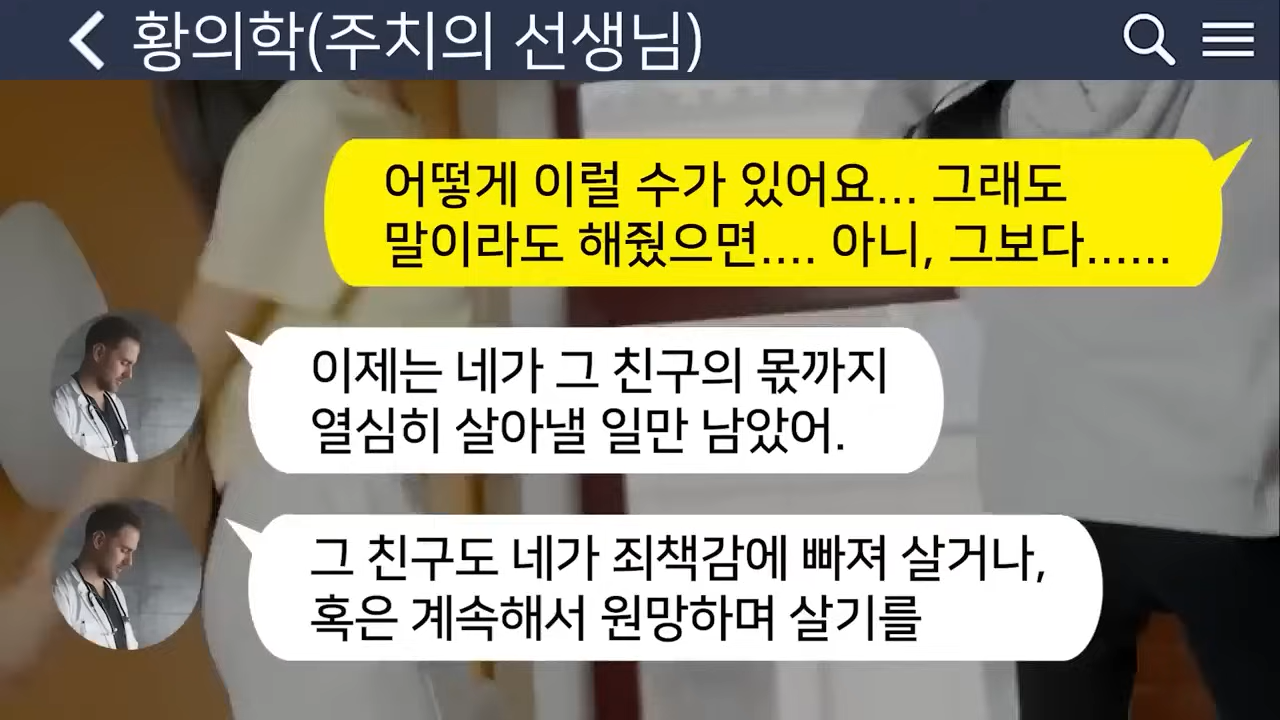 황의학(주치의 선생님)
어떻게 이럴 수가 있어요... 그래도
말이라도 해줬으면.... 아니, 그보다......
이제는 네가 그 친구의 몫까지
열심히 살아낼 일만 남았어.
그 친구도 네가 죄책감에 빠져 살거나,
혹은 계속해서 원망하며 살기를